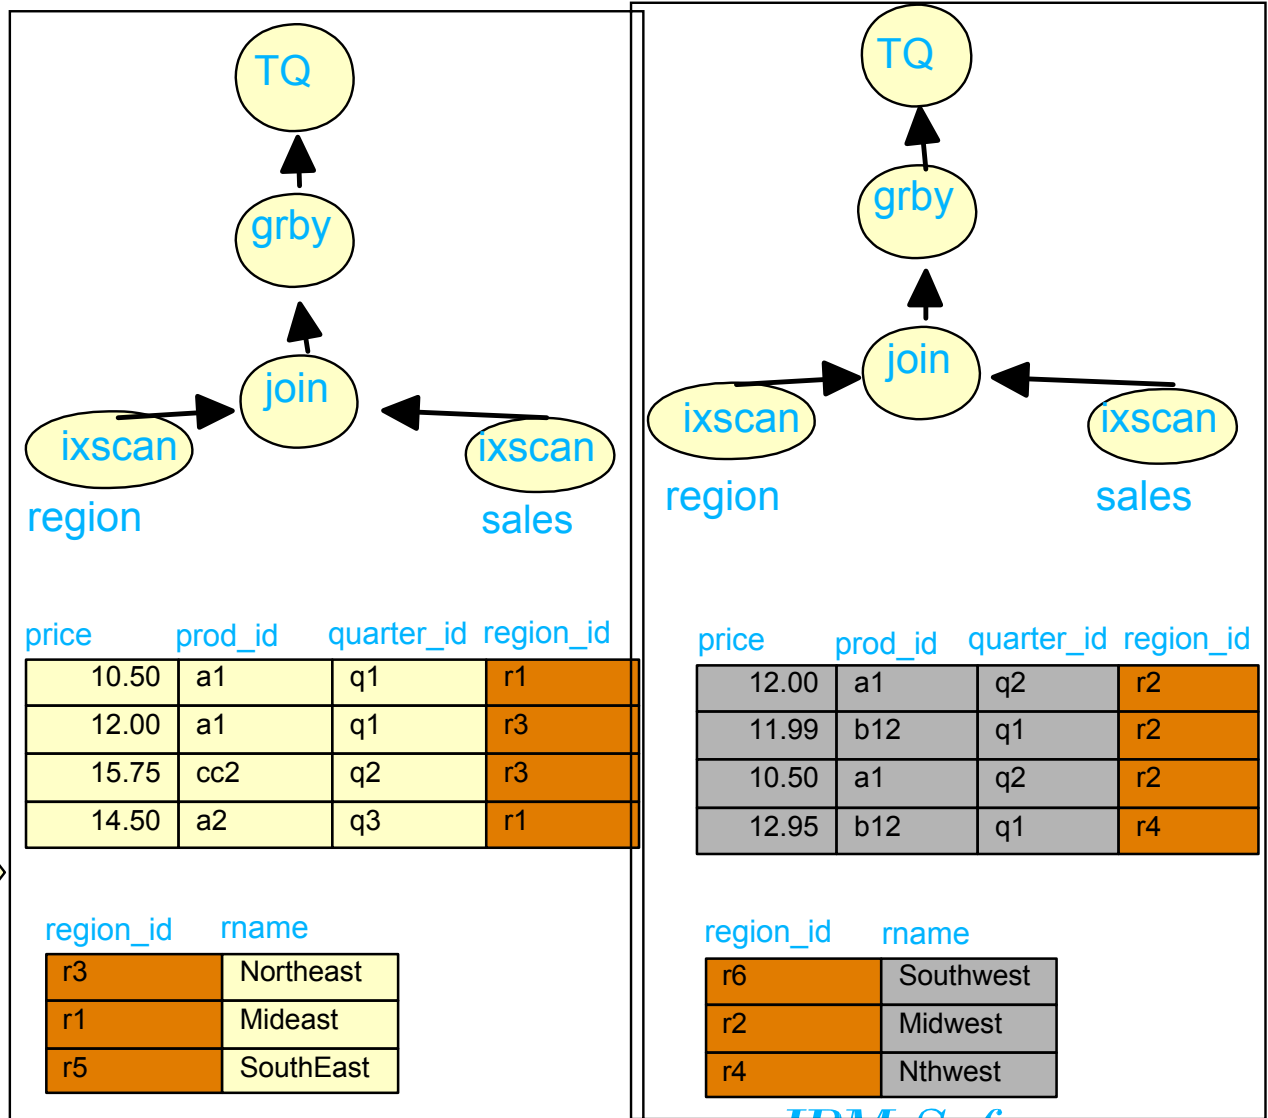 TQ
grby
join
ixscan
ixscan
region
sales
price prod_id quarter_id region_id
10.50 a1 q1 r1
12.00 a1 q1 r3
15.75 cc2 q2 r3
14.50 a2 q3 r1
region_id rname
r3 Northeast
r1 Mideast
r5 SouthEast
TQ
grby
join
ixscan
ixscan
region
sales
price prod_id quarter_id region_id
12.00 a1 q2 r2
11.99 b12 q1 r2
10.50 a1 q2 r2
12.95 b12 q1 r4
region_id rname
r6 Southwest
r2 Midwest
r4 Nthwest